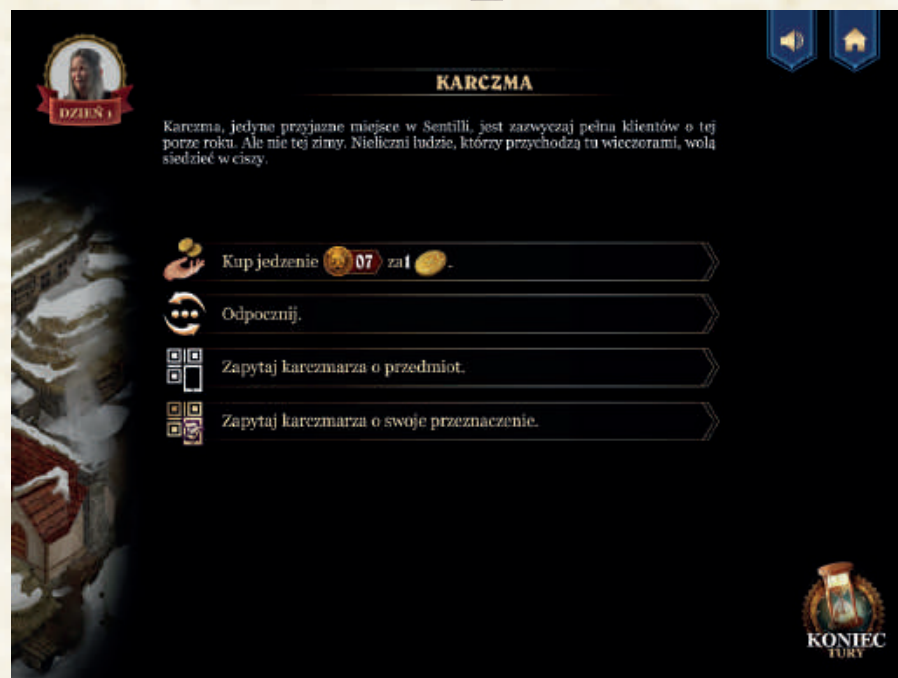 KARCZMA
DZIEŃ 1
Karczma, jedyne przyjazne miejsce w Sentilli, jest zazwyczaj pełna klientów o tej
porze roku. Ale nie tej zimy. Nieliczni ludzie, którzy przychodzą tu wieczorami, wolą
siedzieć w ciszy.
Kup jedzenie 07 za 1 .
Odpocznij.
Zapytaj karczmarza o przedmiot.
Zapytaj karczmarza o swoje przeznaczenie.
KONIEC
TURY